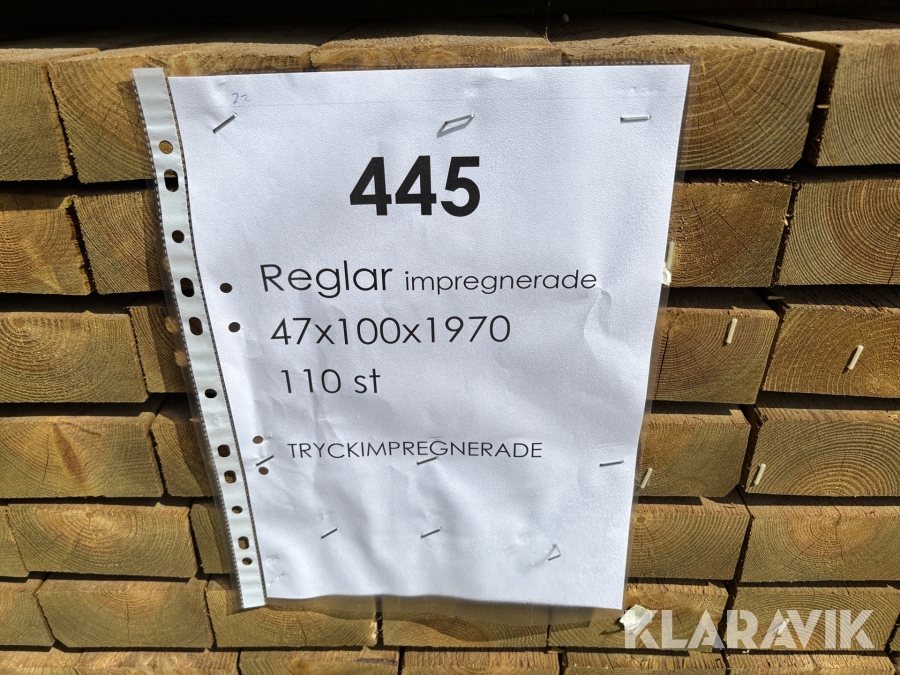 445
Reglar impregnerade
47x100x1970
110 st
TRYCKIMPREGNERADE
KLARAVIK